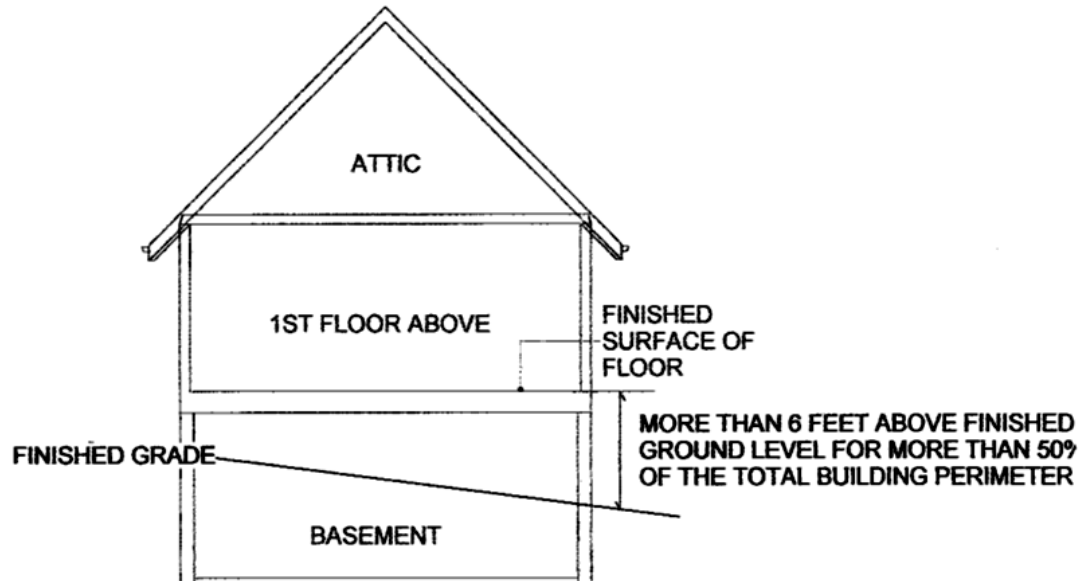 ATTIC
1ST FLOOR ABOVE
FINISHED
SURFACE OF
FLOOR
MORE THAN 6 FEET ABOVE FINISHED
GROUND LEVEL FOR MORE THAN 50%
OF THE TOTAL BUILDING PERIMETER
FINISHED GRADE
BASEMENT